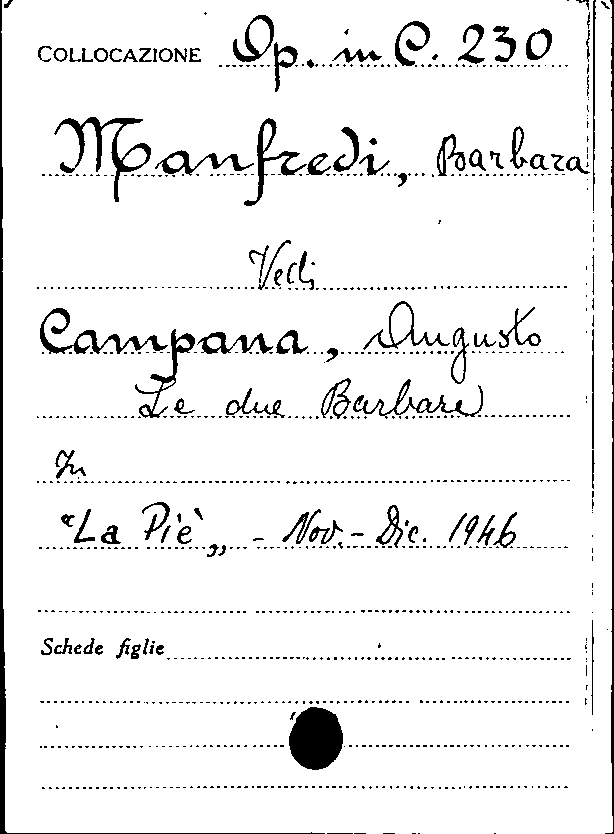 COLLOCAZIONE Op. in C. 230
Manfredi, Barbara
Vedi
Campana, Augusto
Le due Barbare
In
"La Piè„ - Nov. - Dic. 1946
Schede figlie